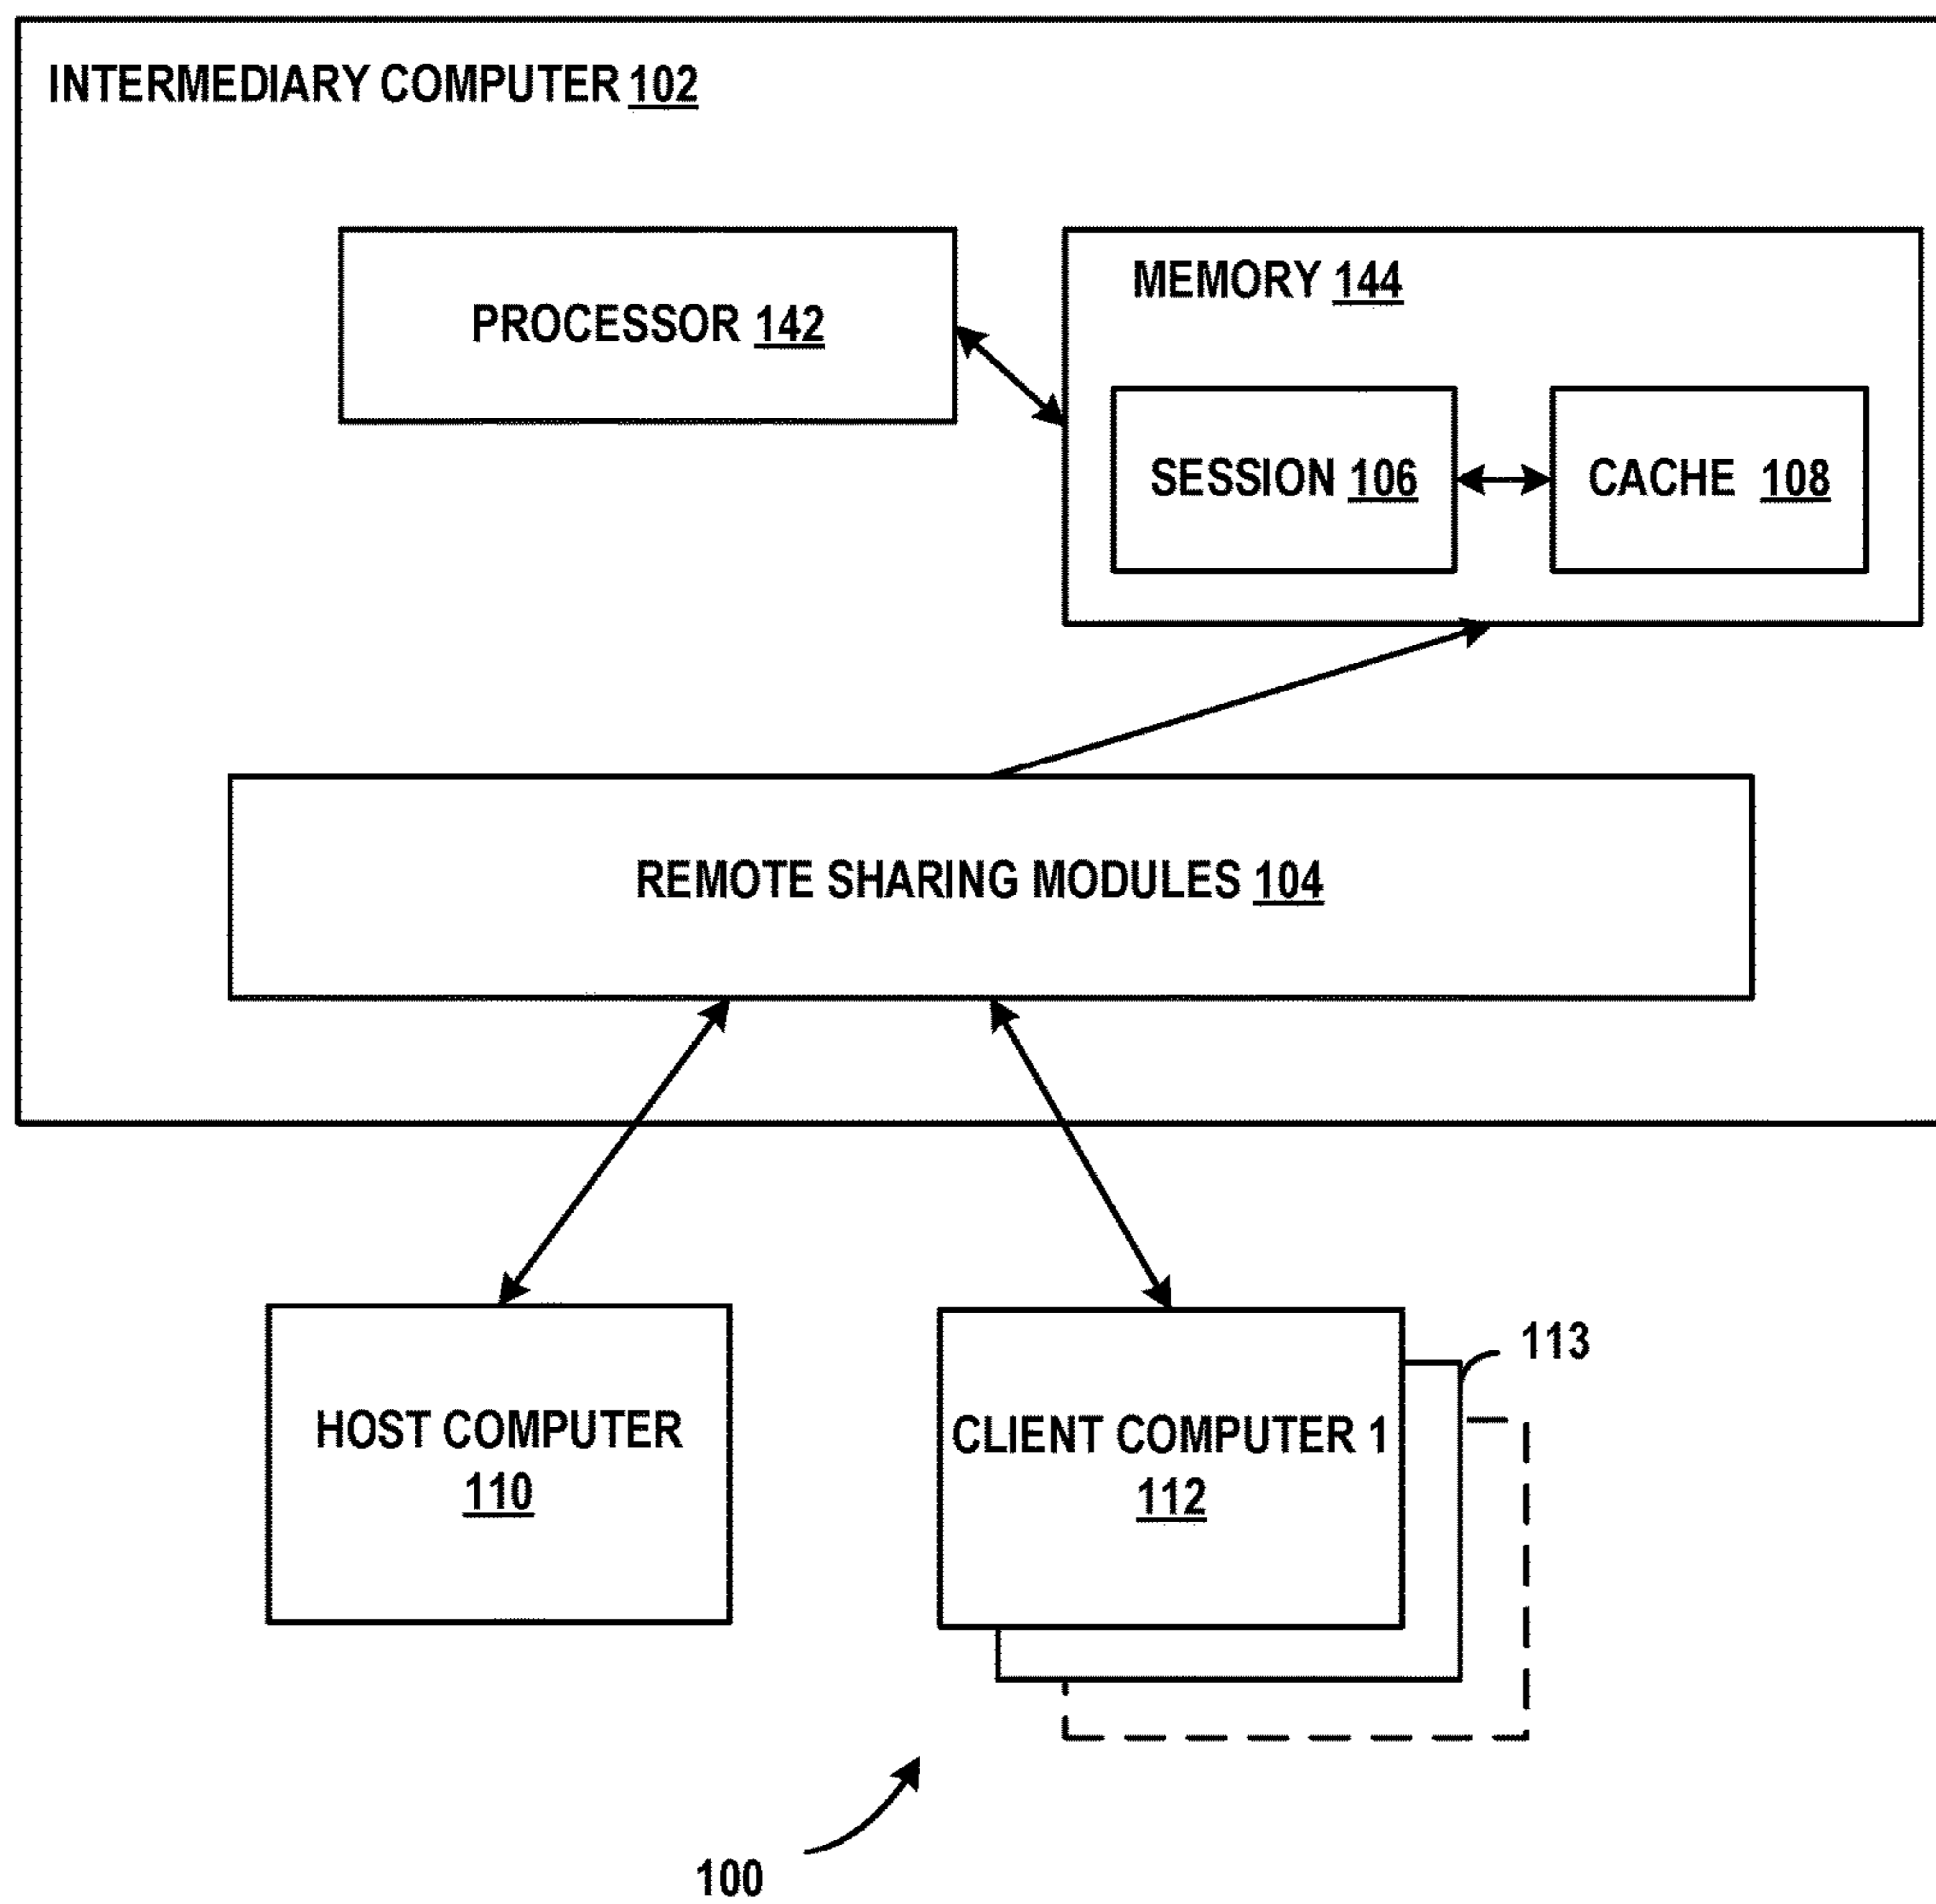 INTERMEDIARY COMPUTER 102
MEMORY 144
PROCESSOR 142
SESSION 106
CACHE 108
REMOTE SHARING MODULES 104
113
HOST COMPUTER
110
CLIENT COMPUTER 1
112
100